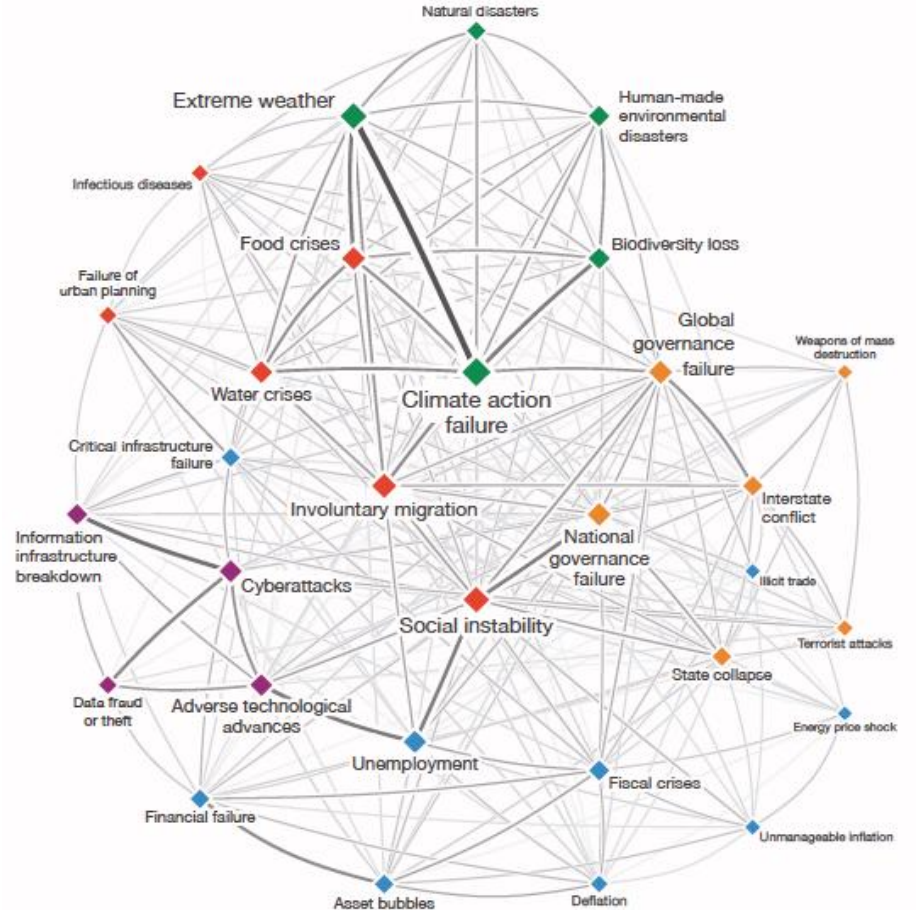 Natural disasters
Extreme weather
Human-made
environmental
disasters
Infectious diseases
Food crises
Biodiversity loss
Failure of
urban planning
Global
governance
failure
Weapons of mass
destruction
Water crises
Climate action
failure
Critical infrastructure
failure
Involuntary migration
Interstate
conflict
Information
infrastructure
breakdown
National
governance
failure
Cyberattacks
Illicit trade
Social instability
Terrorist attacks
State collapse
Data fraud
or theft
Adverse technological
advances
Energy price shock
Unemployment
Fiscal crises
Financial failure
Unmanageable inflation
Asset bubbles
Deflation